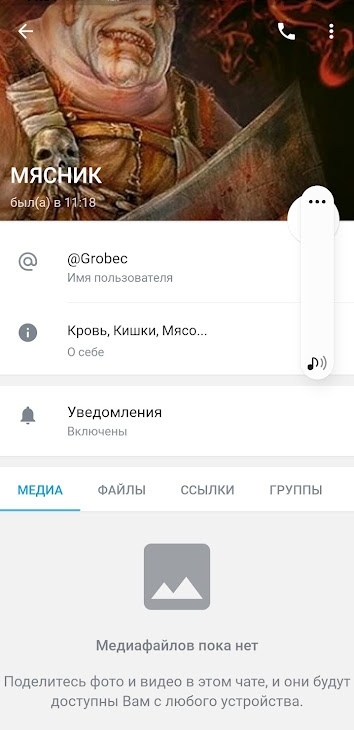 МЯСНИК
был(а) в 11:18
@Grobec
Имя пользователя
Кровь, Кишки, Мясо...
О себе
Уведомления
Включены
МЕДИА ФАЙЛЫ ССЫЛКИ ГРУППЫ
Медиафайлов пока нет
Поделитесь фото и видео в этом чате, и они будут
доступны Вам с любого устройства.